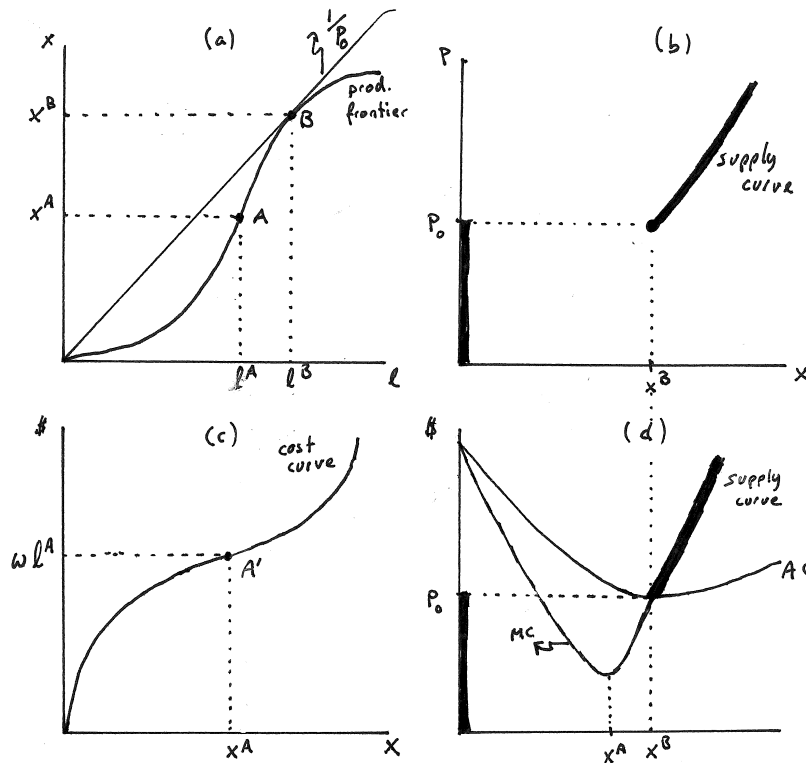 (a)
x
1/P₀
prod.
frontier
x^B
B
x^A
A
l^A
l^B
l
(b)
P
supply
curve
P₀
x^B
x
(c)
$
cost
curve
wl^A
A'
x^A
x
(d)
$
supply
curve
AC
P₀
MC
x^A
x^B